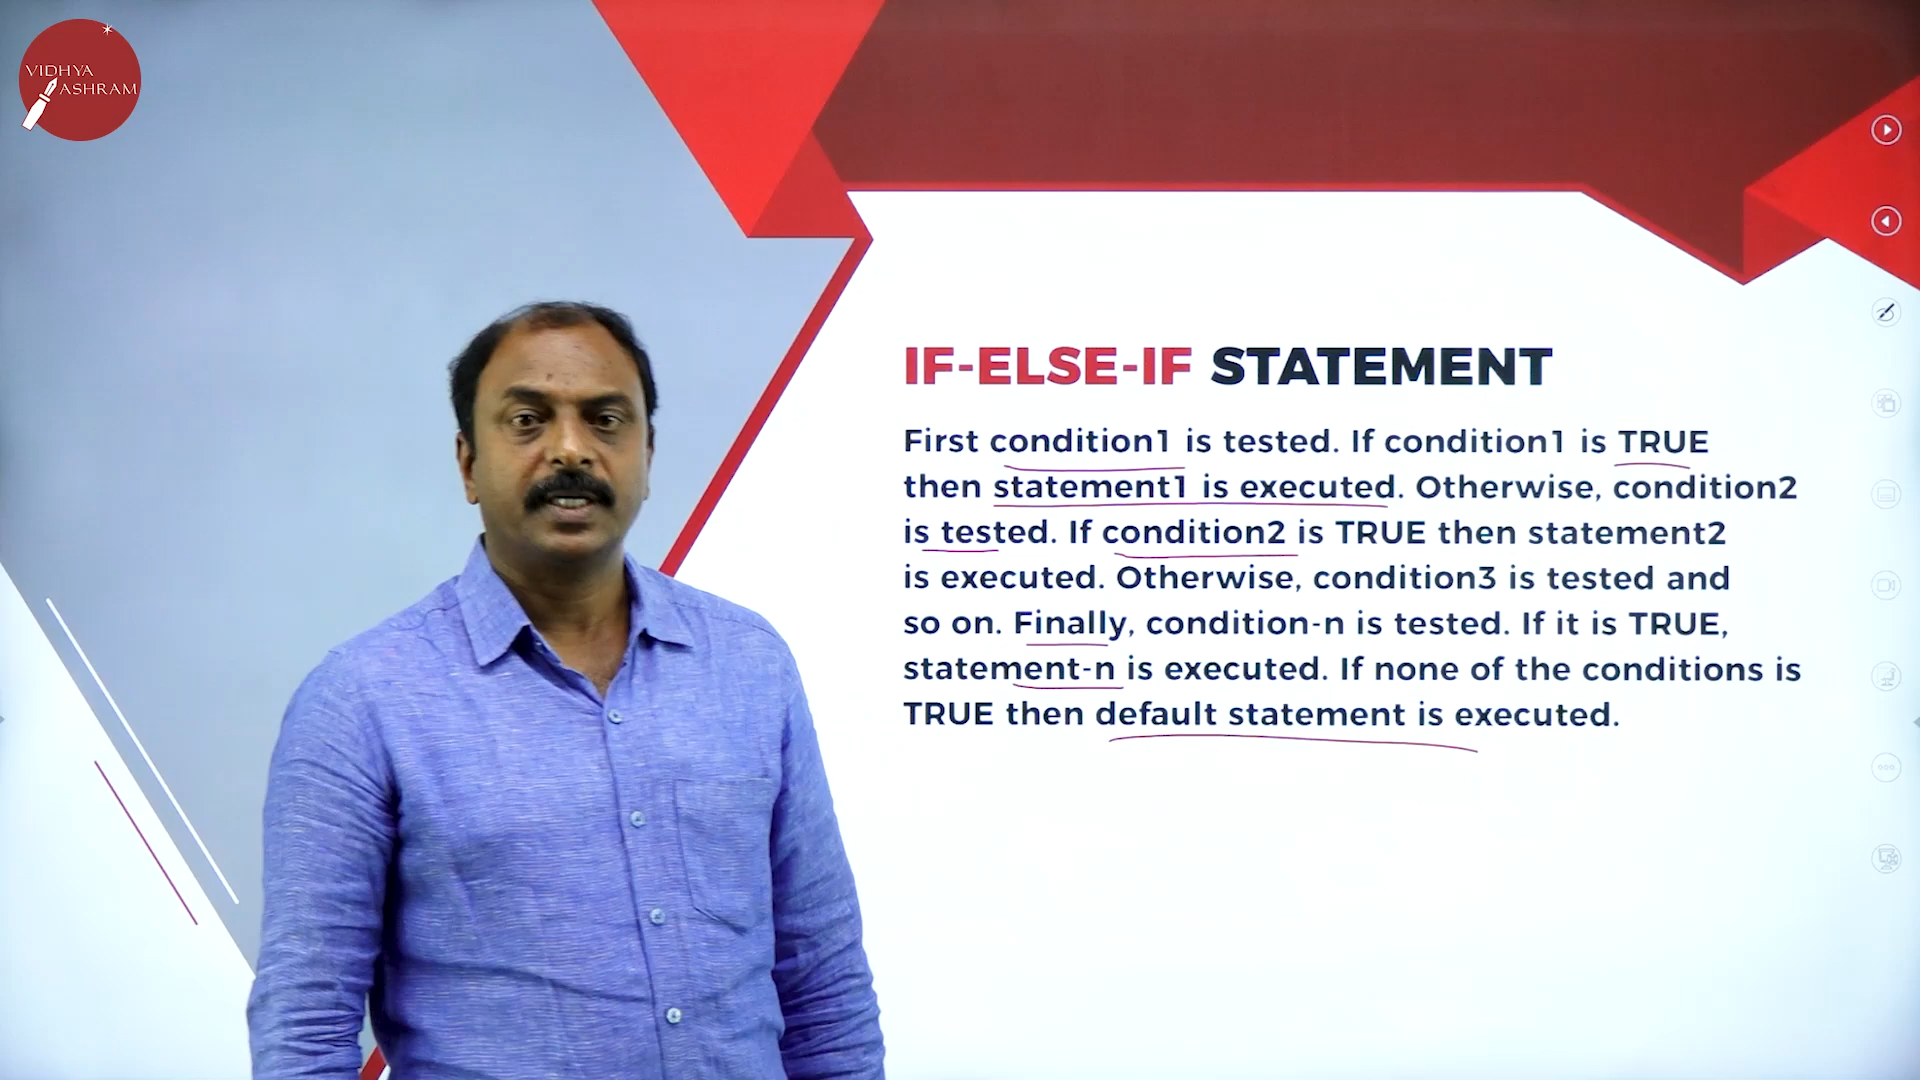 VIDHYA
ASHRAM
IF-ELSE-IF STATEMENT
First condition1 is tested. If condition1 is TRUE
then statement1 is executed. Otherwise, condition2
is tested. If condition2 is TRUE then statement2
is executed. Otherwise, condition3 is tested and
so on. Finally, condition-n is tested. If it is TRUE,
statement-n is executed. If none of the conditions is
TRUE then default statement is executed.